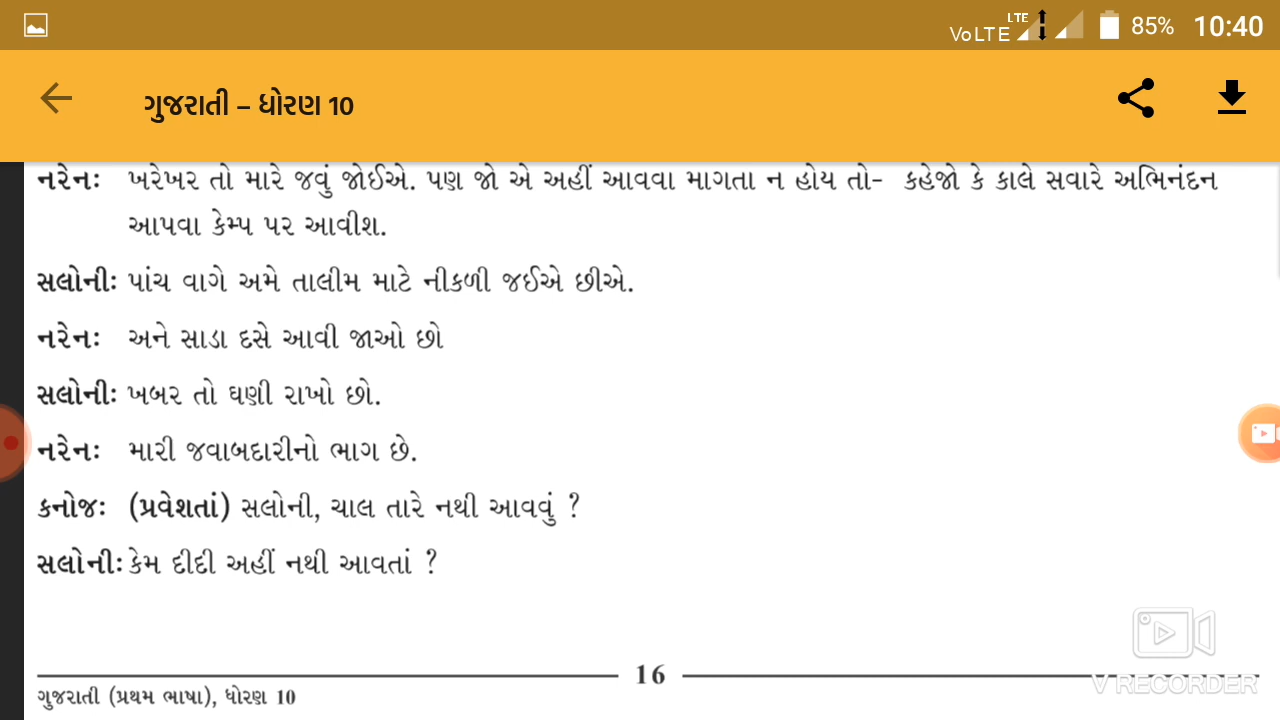 LTE
VoLTE 85% 10:40
ગુજરાતી – ધોરણ 10
નરેનઃ ખરેખર તો મારે જવું જોઈએ. પણ જો એ અહીં આવવા માગતા ન હોય તો- કહેજો કે કાલે સવારે અભિનંદન
આપવા કેમ્પ પર આવીશ.
સલોનીઃ પાંચ વાગે અમે તાલીમ માટે નીકળી જઈએ છીએ.
નરેનઃ અને સાડા દસે આવી જાઓ છો
સલોનીઃ ખબર તો ઘણી રાખો છો.
નરેનઃ મારી જવાબદારીનો ભાગ છે.
કનોજઃ (પ્રવેશતાં) સલોની, ચાલ તારે નથી આવવું ?
સલોનીઃ કેમ દીદી અહીં નથી આવતાં ?
16
ગુજરાતી (પ્રથમ ભાષા), ધોરણ 10
V RECORDER